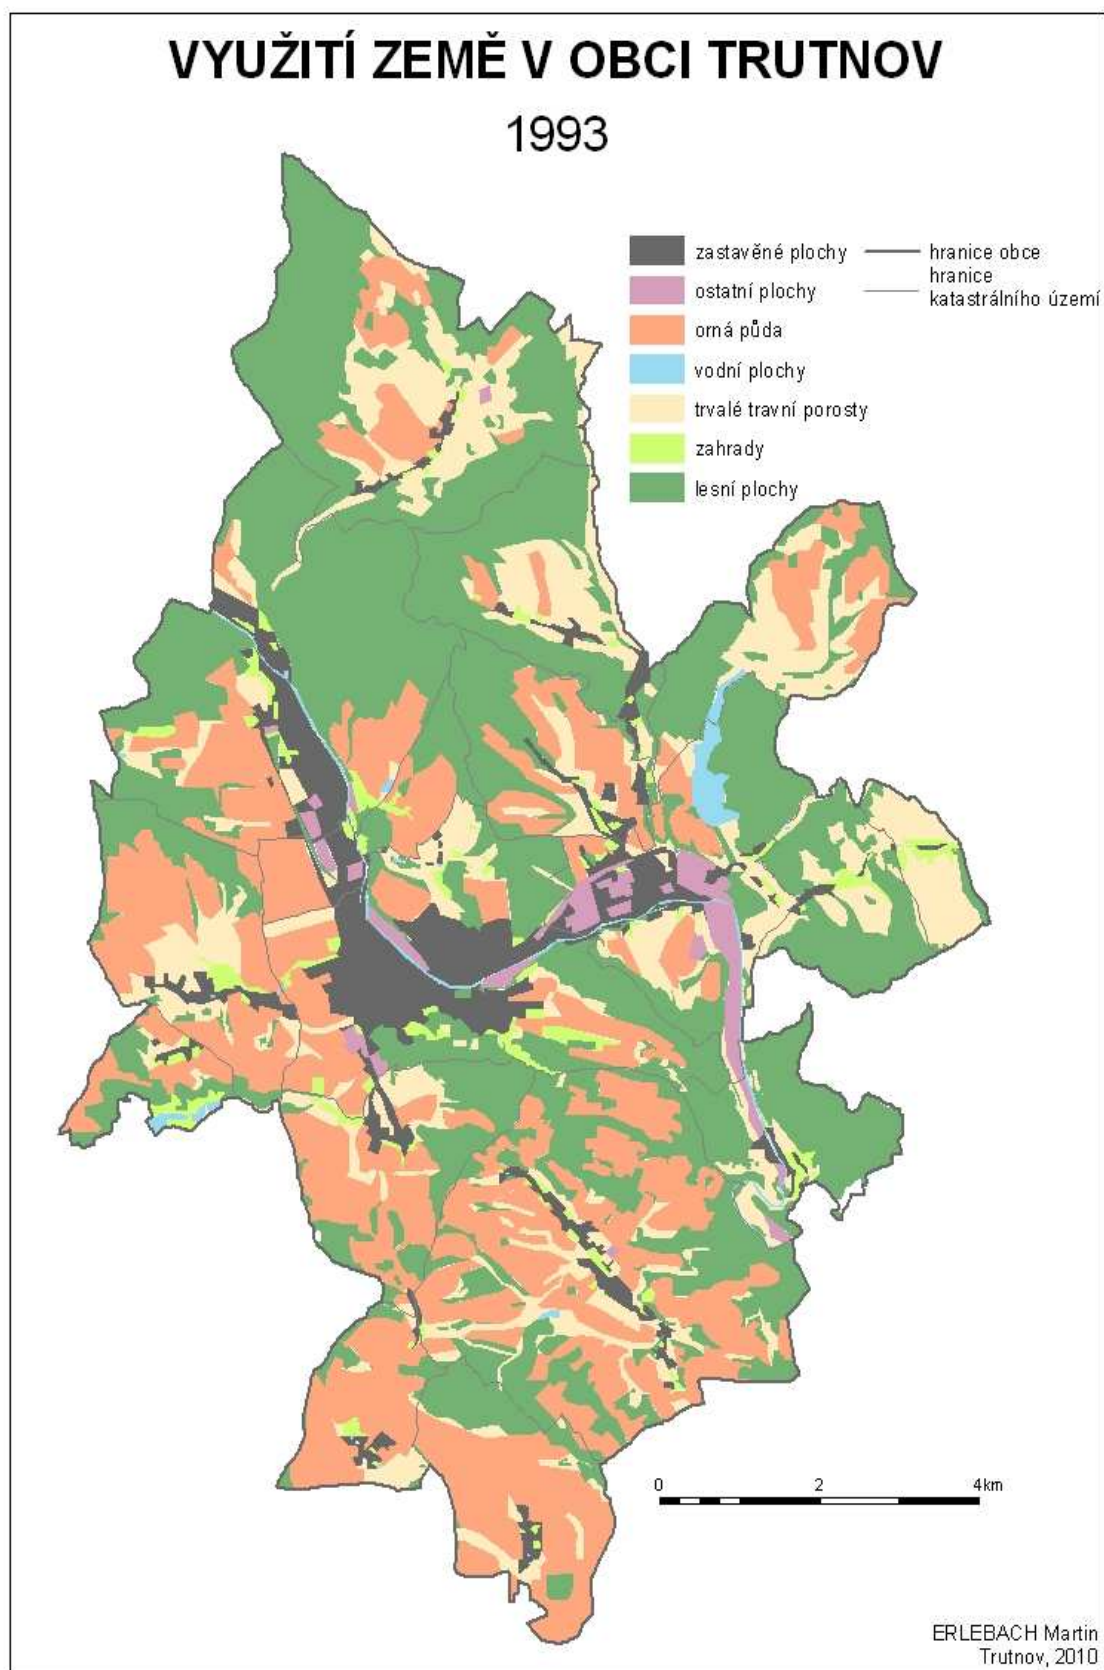 VYUŽITÍ ZEMĚ V OBCI TRUTNOV
1993
zastavěné plochy
ostatní plochy
orná půda
vodní plochy
trvalé travní porosty
zahrady
lesní plochy
hranice obce
hranice
katastrálního území
0 2 4km
ERLEBACH Martin
Trutnov, 2010